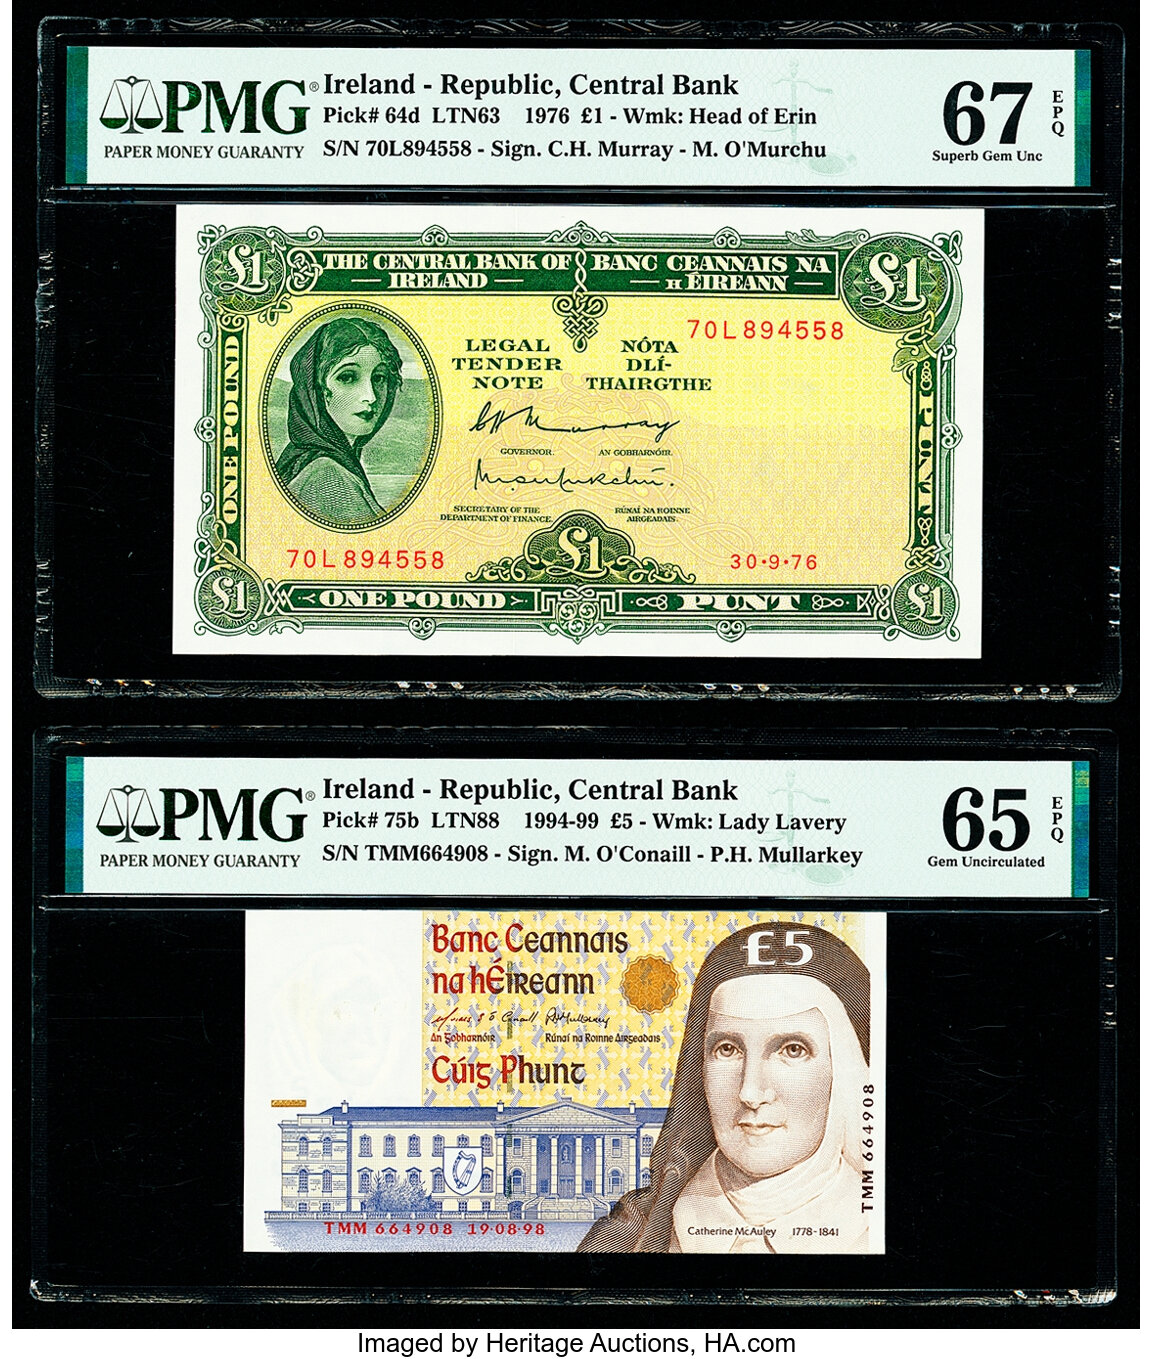 PMG®
PAPER MONEY GUARANTY
Ireland - Republic, Central Bank
Pick# 64d LTN63 1976 £1 - Wmk: Head of Erin
S/N 70L894558 - Sign. C.H. Murray - M. O'Murchu
67 EPQ
Superb Gem Unc
£1
THE CENTRAL BANK OF IRELAND
BANC CEANNAIS NA H ÉIREANN
£1
70L894558
LEGAL TENDER NOTE
NÓTA DLÍ-THAIRGTHE
ONE POUND
PUNT
C H Murray
GOVERNOR. AN GOBHARNÓIR.
SECRETARY OF THE DEPARTMENT OF FINANCE.
RÚNAÍ NA ROINNE AIRGEADAIS.
70L894558
£1
30·9·76
£1
ONE POUND
PUNT
£1
PMG®
PAPER MONEY GUARANTY
Ireland - Republic, Central Bank
Pick# 75b LTN88 1994-99 £5 - Wmk: Lady Lavery
S/N TMM664908 - Sign. M. O'Conaill - P.H. Mullarkey
65 EPQ
Gem Uncirculated
Banc Ceannais
na hÉireann
£5
An Gobharnóir Rúnaí na Roinne Airgeadais
Cúig Phunt
TMM 664908
TMM 664908 19·08·98
Catherine McAuley 1778-1841
Imaged by Heritage Auctions, HA.com